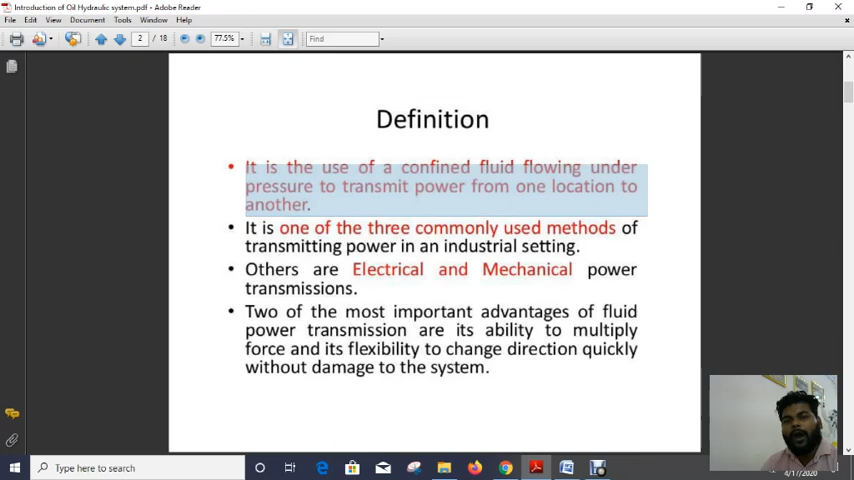 Introduction of Oil Hydraulic system.pdf - Adobe Reader
File Edit View Document Tools Window Help
2 / 18 77.5% Find
Definition
• It is the use of a confined fluid flowing under
pressure to transmit power from one location to
another.
• It is one of the three commonly used methods of
transmitting power in an industrial setting.
• Others are Electrical and Mechanical power
transmissions.
• Two of the most important advantages of fluid
power transmission are its ability to multiply
force and its flexibility to change direction quickly
without damage to the system.
Type here to search
4/17/2020